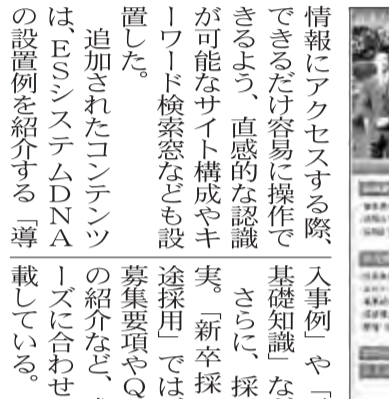 情報にアクセスする際、
できるだけ容易に操作で
きるよう、直感的な認識
が可能なサイト構成やキ
ーワード検索窓なども設
置した。
追加されたコンテンツ
は、ESシステムDNA
の設置例を紹介する「導
入事例」や「
基礎知識」な
さらに、採
実。「新卒採
途採用」では、
募集要項やQ
の紹介など、
ーズに合わせ
載している。